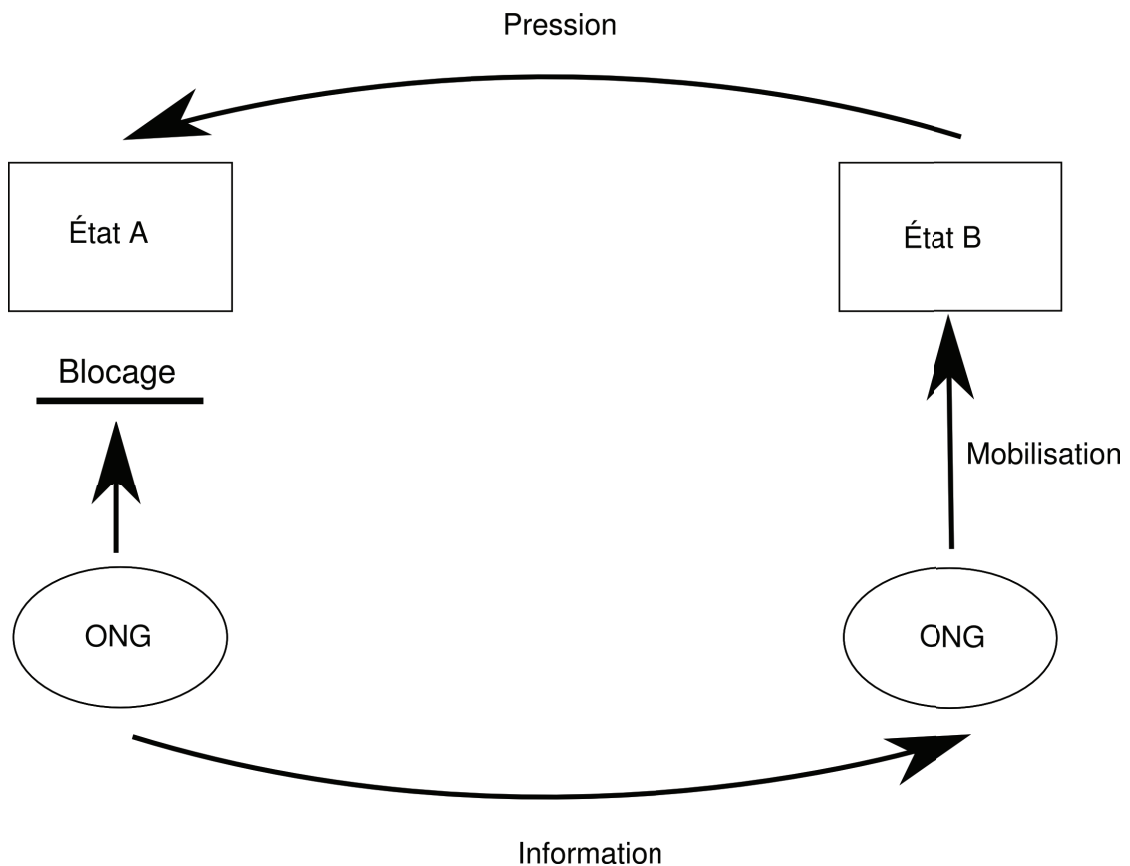 Pression
État A
État B
Blocage
Mobilisation
ONG
ONG
Information